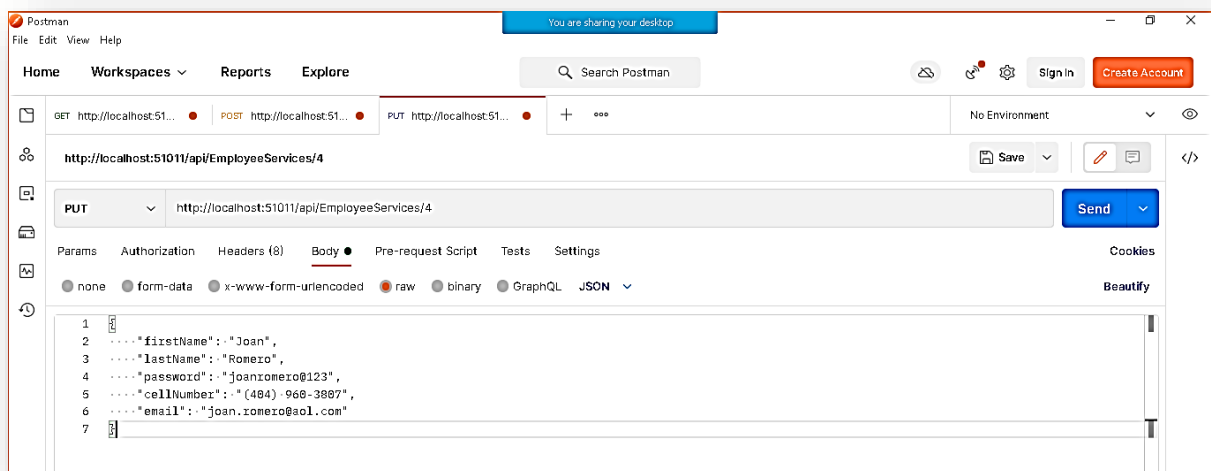 Postman
You are sharing your desktop
File Edit View Help
Home Workspaces Reports Explore Search Postman Sign In Create Account
GET http://localhost:51... POST http://localhost:51... PUT http://localhost:51... No Environment
http://localhost:51011/api/EmployeeServices/4 Save
PUT http://localhost:51011/api/EmployeeServices/4 Send
Params Authorization Headers (8) Body Pre-request Script Tests Settings Cookies
none form-data x-www-form-urlencoded raw binary GraphQL JSON Beautify
1 {
2 ····"firstName":·"Joan",
3 ····"lastName":·"Romero",
4 ····"password":·"joanromero@123",
5 ····"cellNumber":·"(404)·960-3807",
6 ····"email":·"joan.romero@aol.com"
7 }